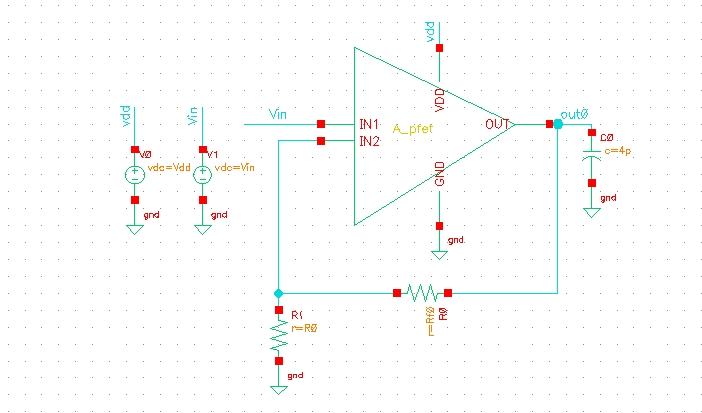 vdd
vdd
Vin
Vin
VDD
out0
IN1
A_pfet
OUT
IN2
C0
c=4p
V0
vdc=Vdd
V1
vdc=Vin
GND
gnd
gnd
gnd
gnd
R1
r=R0
r=Rf0
R0
gnd